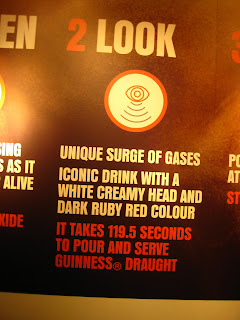 EN
SING
S AS IT
ALIVE
XIDE
2 LOOK
UNIQUE SURGE OF GASES
ICONIC DRINK WITH A
WHITE CREAMY HEAD AND
DARK RUBY RED COLOUR
IT TAKES 119.5 SECONDS
TO POUR AND SERVE
GUINNESS® DRAUGHT
3
PO
AT
ST